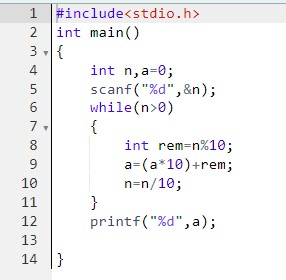 1 #include<stdio.h>
2 int main()
3 {
4     int n,a=0;
5     scanf("%d",&n);
6     while(n>0)
7     {
8         int rem=n%10;
9         a=(a*10)+rem;
10         n=n/10;
11     }
12     printf("%d",a);
13
14 }